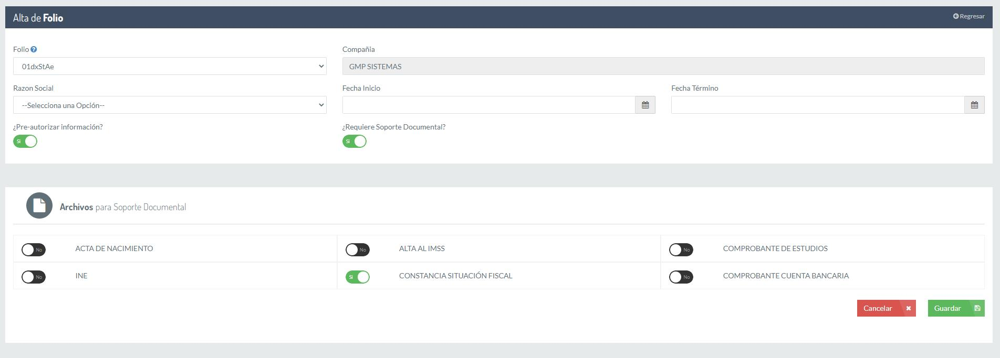 Alta de Folio
Regresar
Folio
Compañia
01dxStAe
GMP SISTEMAS
Razon Social
Fecha Inicio
Fecha Término
--Selecciona una Opción--
¿Pre-autorizar información?
¿Requiere Soporte Documental?
Si
Si
Archivos para Soporte Documental
No ACTA DE NACIMIENTO
No ALTA AL IMSS
No COMPROBANTE DE ESTUDIOS
No INE
Si CONSTANCIA SITUACIÓN FISCAL
No COMPROBANTE CUENTA BANCARIA
Cancelar
Guardar